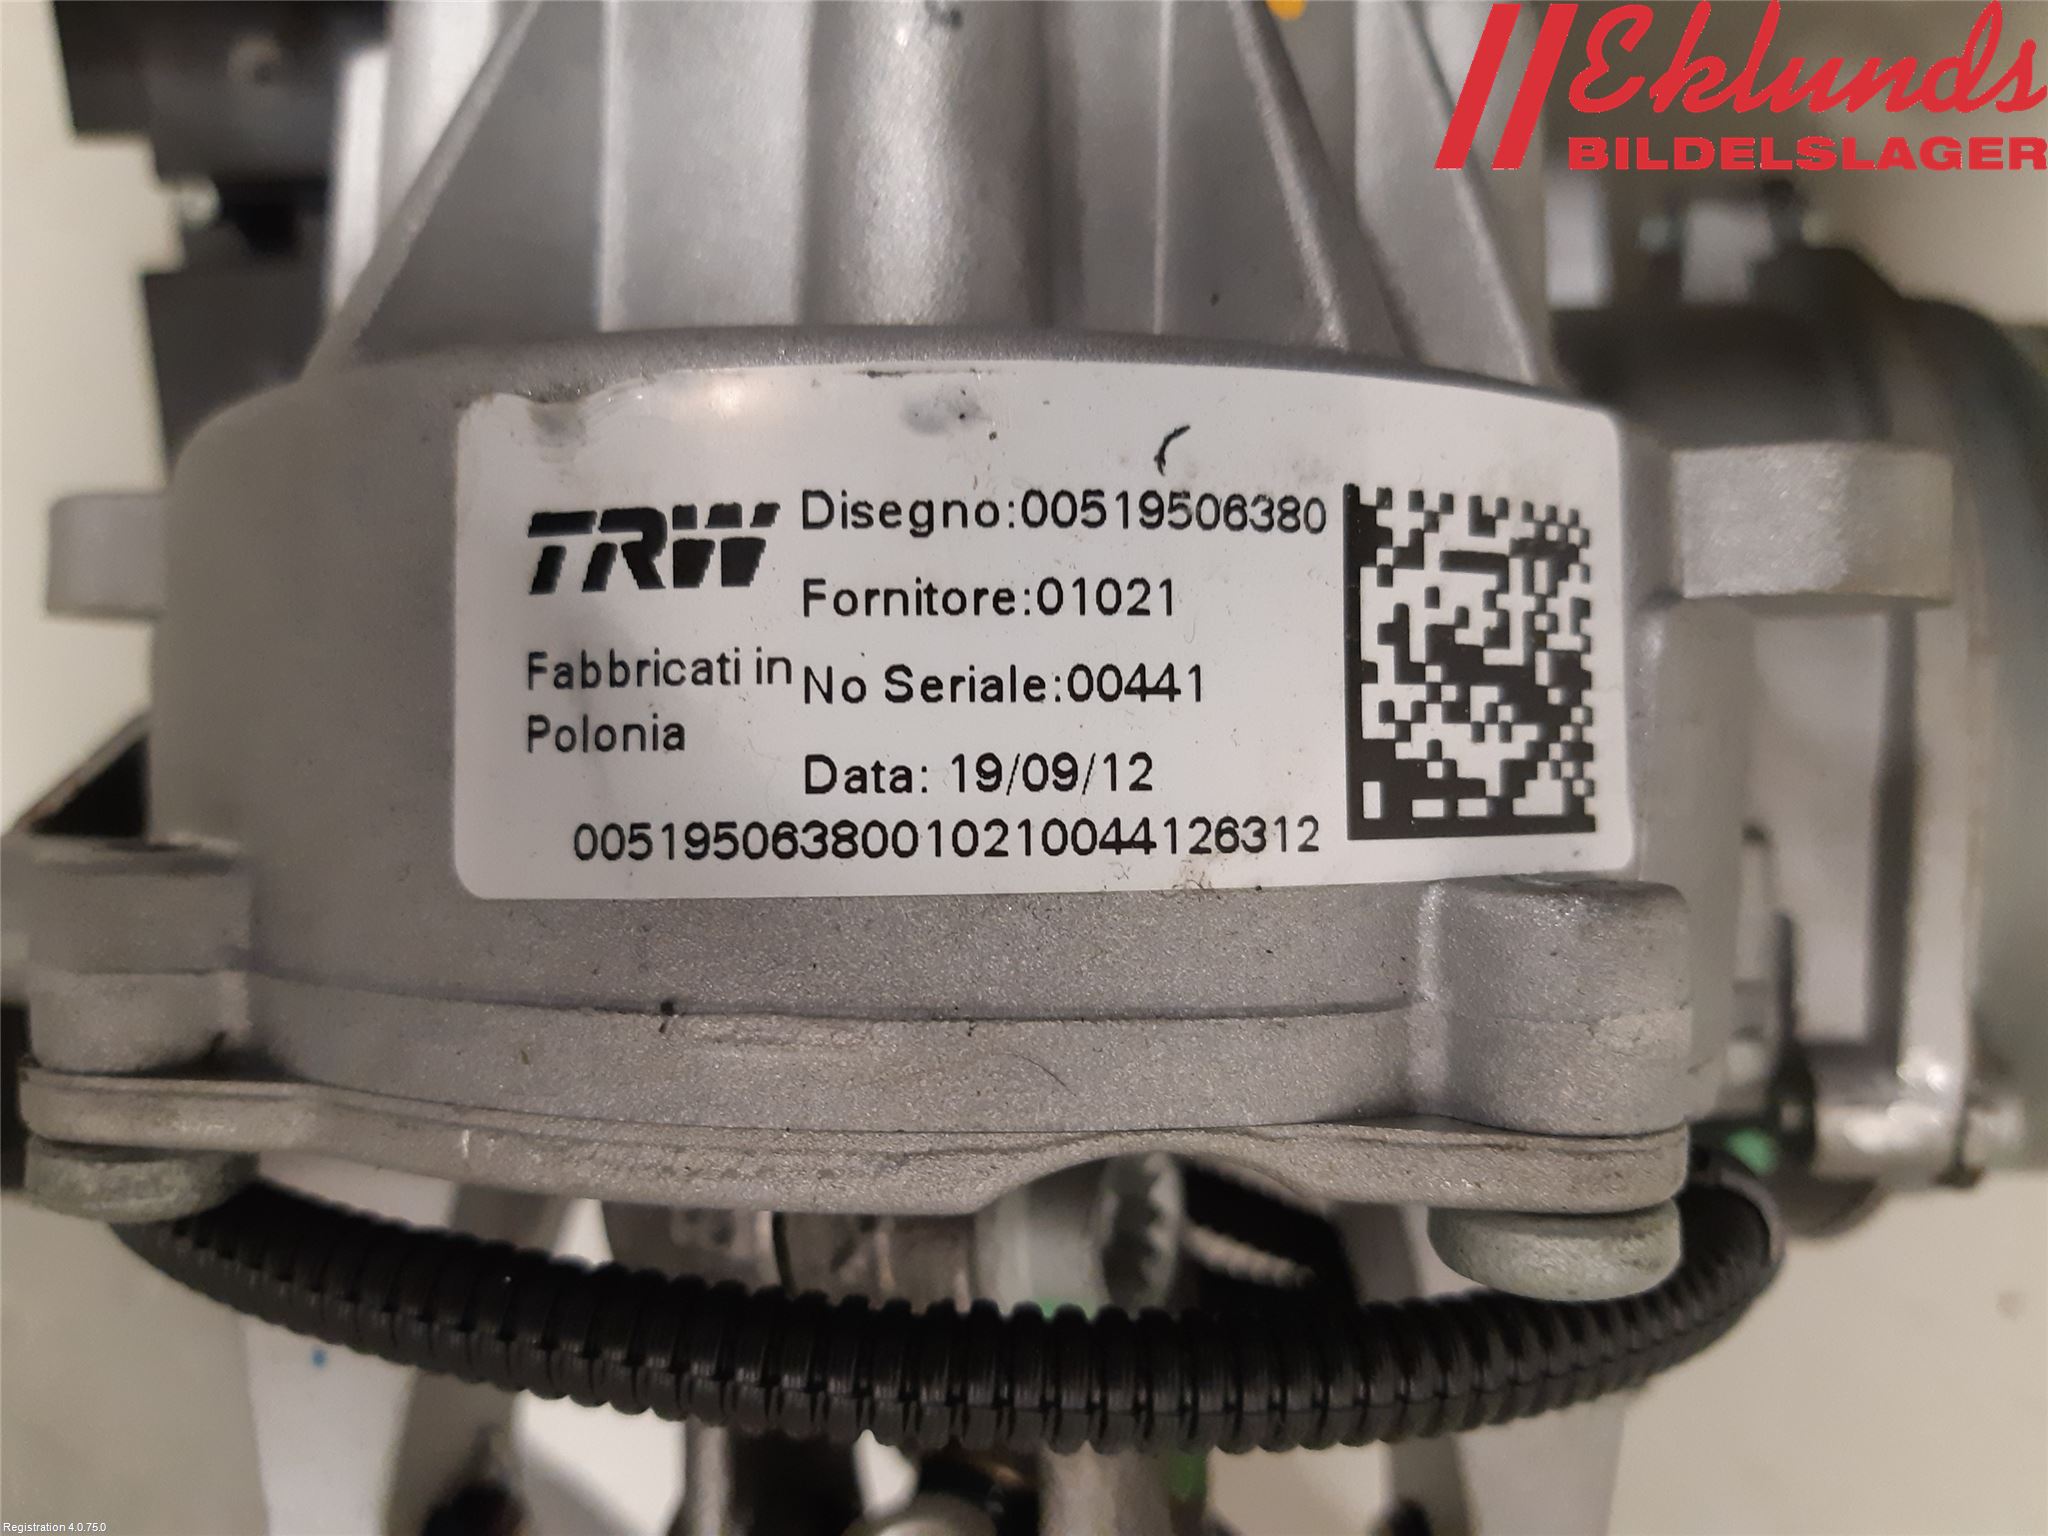 Eklunds
BILDELSLAGER
TRW
Disegno:00519506380
Fornitore:01021
Fabbricati in
Polonia
No Seriale:00441
Data: 19/09/12
005195063800010210044126312
Registration 4.0.75.0